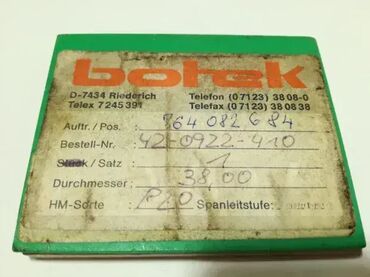 botek
D-7434 Riederich Telefon (07123) 3808-0
Telex 7245391 Telefax (07123) 380838
Auftr./Pos. 764 082 684
Bestell-Nr. 42-0922-410
Stück / Satz 1
Durchmesser 38,00
HM-Sorte P20 Spanleitstufe: